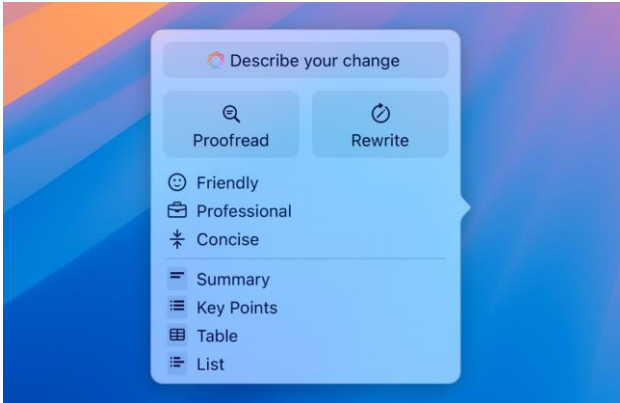 Describe your change
Proofread
Rewrite
Friendly
Professional
Concise
Summary
Key Points
Table
List